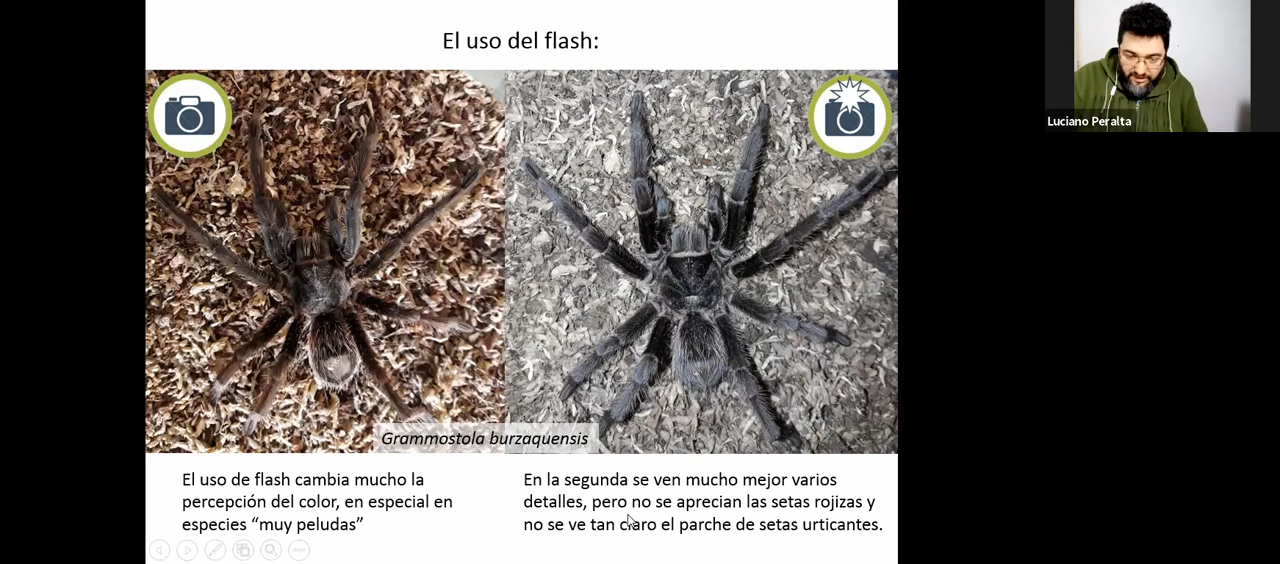 El uso del flash:
Luciano Peralta
Grammostola burzaquensis
El uso de flash cambia mucho la
percepción del color, en especial en
especies “muy peludas”
En la segunda se ven mucho mejor varios
detalles, pero no se aprecian las setas rojizas y
no se ve tan claro el parche de setas urticantes.